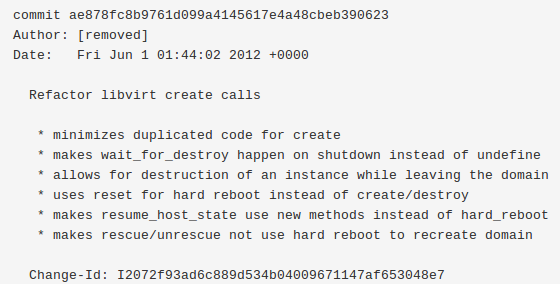 commit ae878fc8b9761d099a4145617e4a48cbeb390623
Author: [removed]
Date:   Fri Jun 1 01:44:02 2012 +0000
Refactor libvirt create calls
* minimizes duplicated code for create
* makes wait_for_destroy happen on shutdown instead of undefine
* allows for destruction of an instance while leaving the domain
* uses reset for hard reboot instead of create/destroy
* makes resume_host_state use new methods instead of hard_reboot
* makes rescue/unrescue not use hard reboot to recreate domain
Change-Id: I2072f93ad6c889d534b04009671147af653048e7